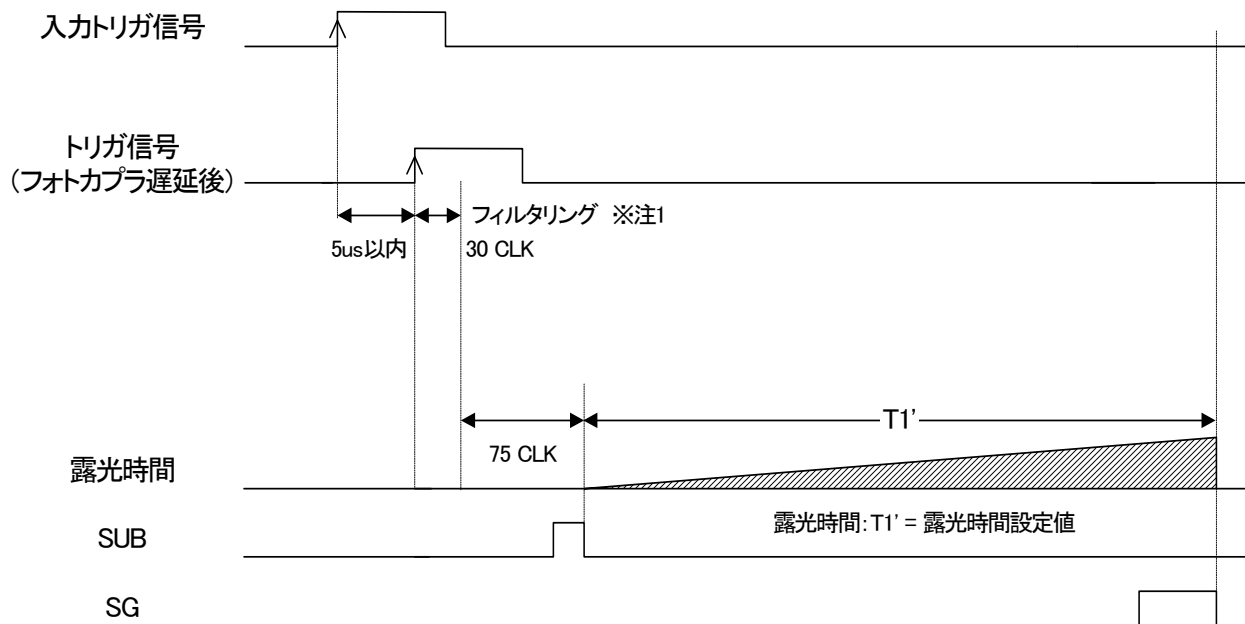 入力トリガ信号
トリガ信号
（フォトカプラ遅延後）
フィルタリング ※注1
5us以内
30 CLK
T1'
75 CLK
露光時間
露光時間：T1' = 露光時間設定値
SUB
SG